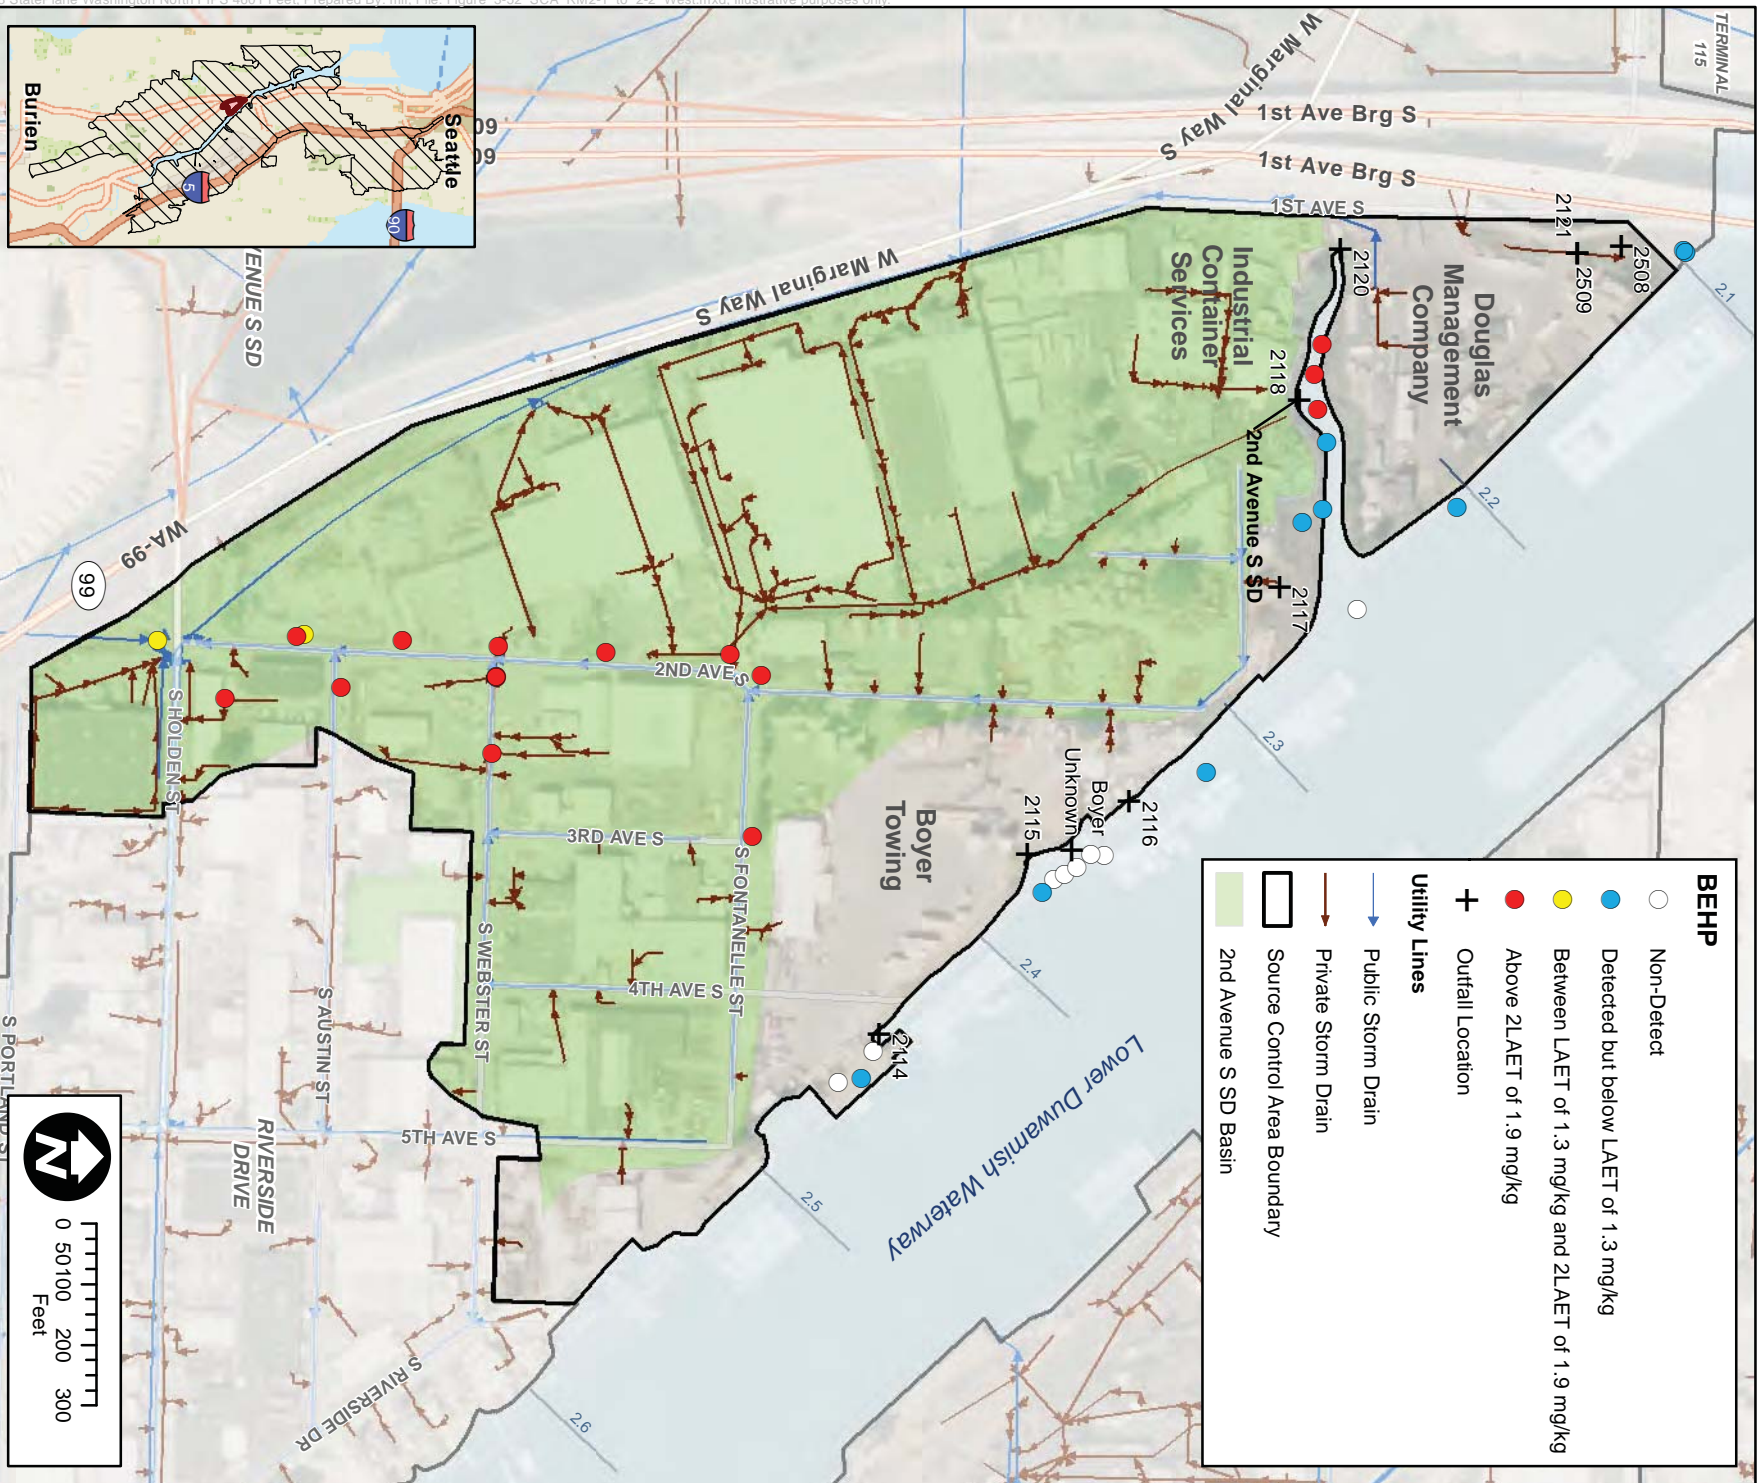 BEHP
Non-Detect
Detected but below LAET of 1.3 mg/kg
Between LAET of 1.3 mg/kg and 2LAET of 1.9 mg/kg
Above 2LAET of 1.9 mg/kg
Outfall Location
Utility Lines
Public Storm Drain
Private Storm Drain
Source Control Area Boundary
2nd Avenue S SD Basin
TERMINAL
115
2.1
2508
2509
2121
Douglas
Management
Company
1ST AVE S
1st Ave Brg S
1st Ave Brg S
W Marginal Way S
2120
2.2
Industrial
Container
Services
2118
2nd Avenue S SD
2117
2.3
W Marginal Way S
2ND AVE S
2116
Boyer
Unknown
2115
Boyer
Towing
2.4
Lower Duwamish Waterway
3RD AVE S
S FONTANELLE ST
4TH AVE S
2114
S WEBSTER ST
2.5
5TH AVE S
S AUSTIN ST
S HOLDEN ST
RIVERSIDE
DRIVE
S RIVERSIDE DR
2.6
WA-99
99
VENUE S SD
S PORTLAND ST
Seattle
Burien
5
90
09
09
N
0 50 100 200 300
Feet